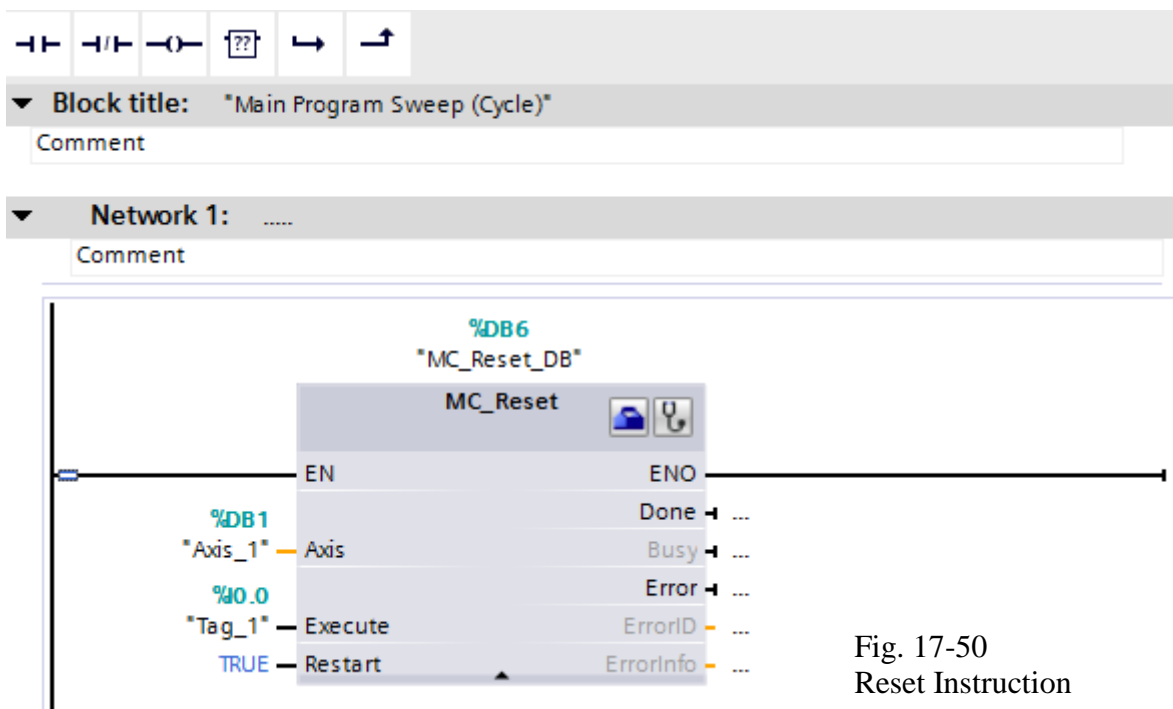 ??
Block title: "Main Program Sweep (Cycle)"
Comment
Network 1: .....
Comment
%DB6
"MC_Reset_DB"
MC_Reset
EN ENO
%DB1
"Axis_1" Axis
%I0.0
"Tag_1" Execute
TRUE Restart
Done ...
Busy ...
Error ...
ErrorID ...
ErrorInfo ...
Fig. 17-50
Reset Instruction